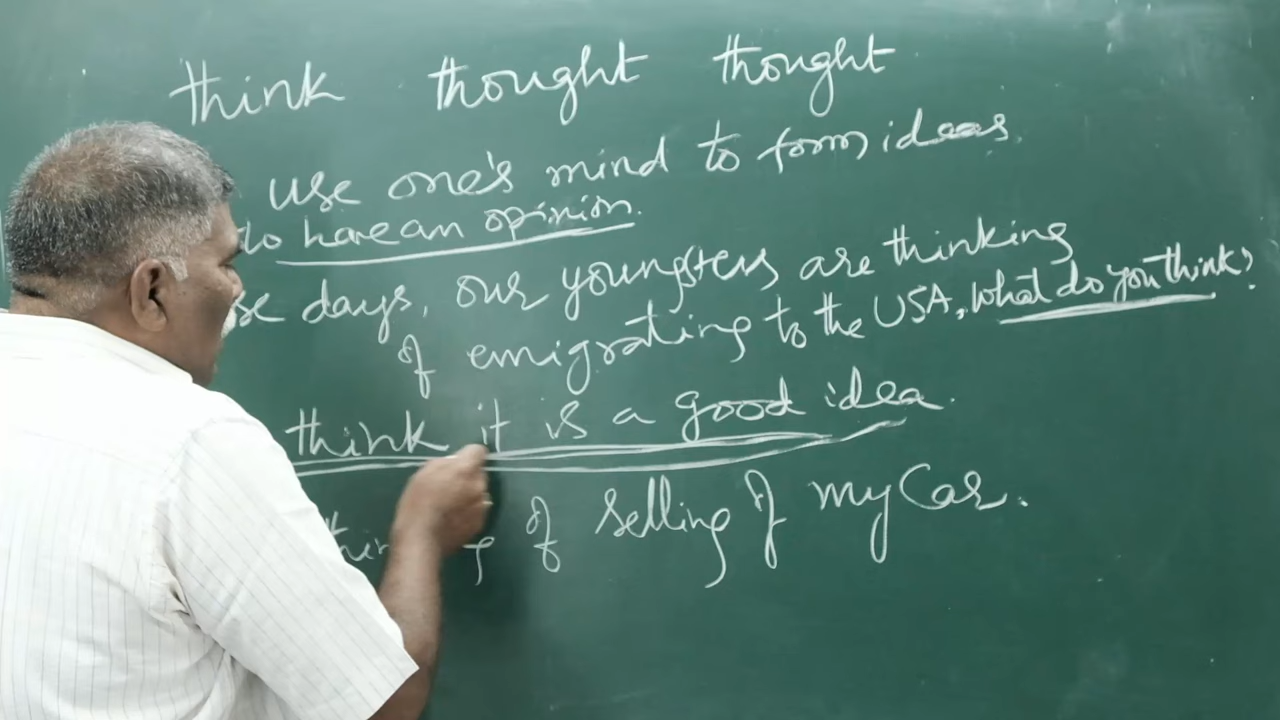 think thought thought
use one's mind to form ideas
to have an opinion.
se days, our youngsters are thinking
of emigrating to the USA, What do you think?
think it is a good idea.
thin g of selling of my Car.